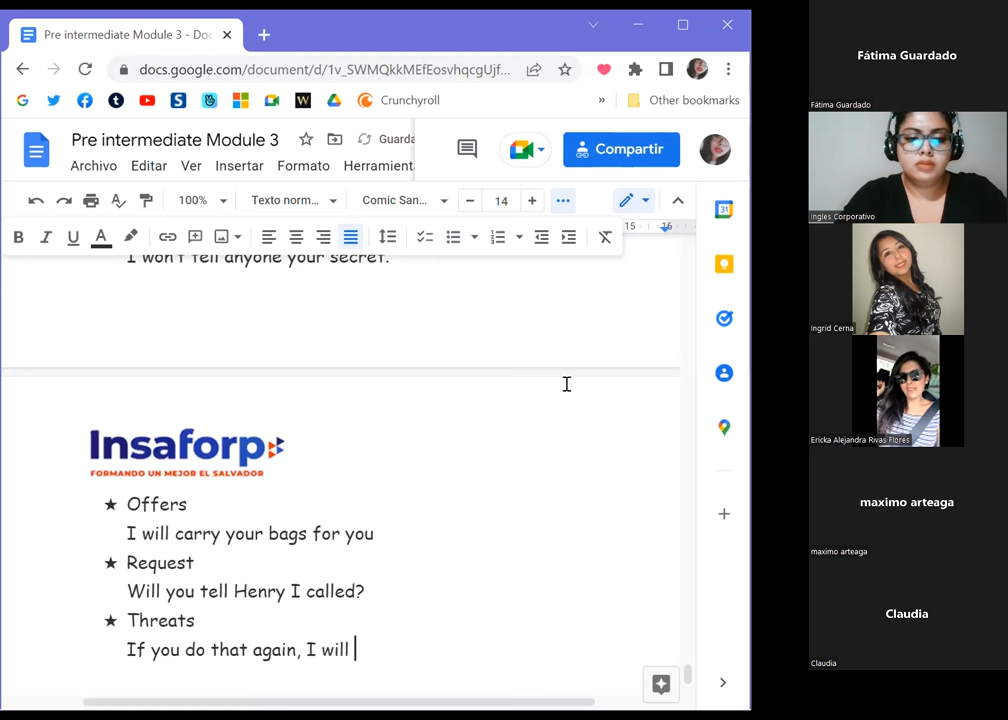 Pre intermediate Module 3 - Doc
docs.google.com/document/d/1v_SWMQkkMEfEosvhqcgUjf...
Crunchyroll
»
Other bookmarks
Pre intermediate Module 3
Guarda
Archivo Editar Ver Insertar Formato Herramient
Compartir
100% Texto norm... Comic San... - 14 +
15 16
I won't tell anyone your secret.
Insaforp
FORMANDO UN MEJOR EL SALVADOR
★ Offers
I will carry your bags for you
★ Request
Will you tell Henry I called?
★ Threats
If you do that again, I will
Fátima Guardado
Fátima Guardado
Ingles Corporativo
Ingrid Cerna
Ericka Alejandra Rivas Flores
maximo arteaga
maximo arteaga
Claudia
Claudia